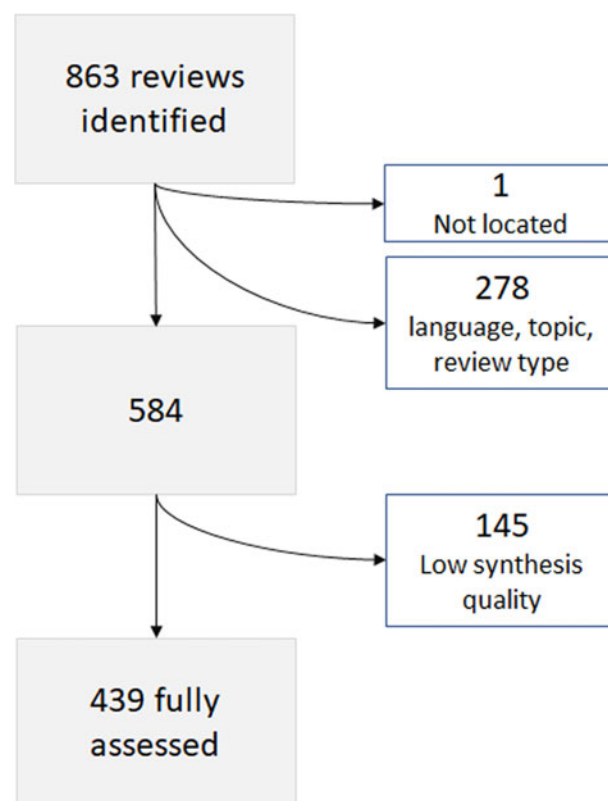 863 reviews
identified
1
Not located
278
language, topic,
review type
584
145
Low synthesis
quality
439 fully
assessed